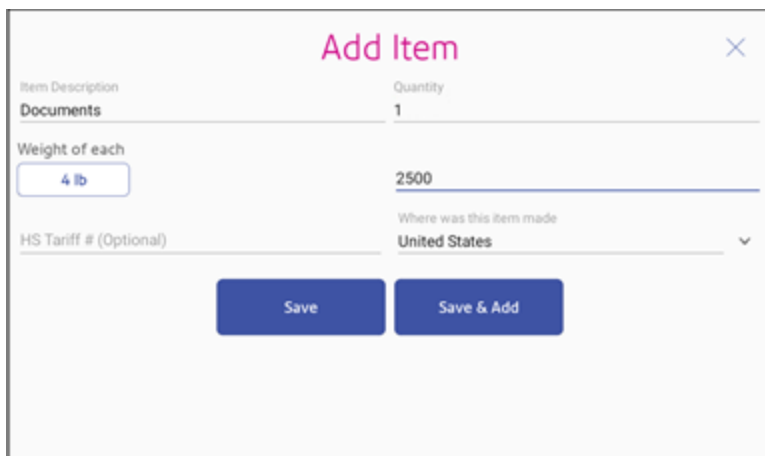 Add Item
Item Description
Quantity
Documents
1
Weight of each
4 lb
2500
Where was this item made
HS Tariff # (Optional)
United States
Save
Save & Add